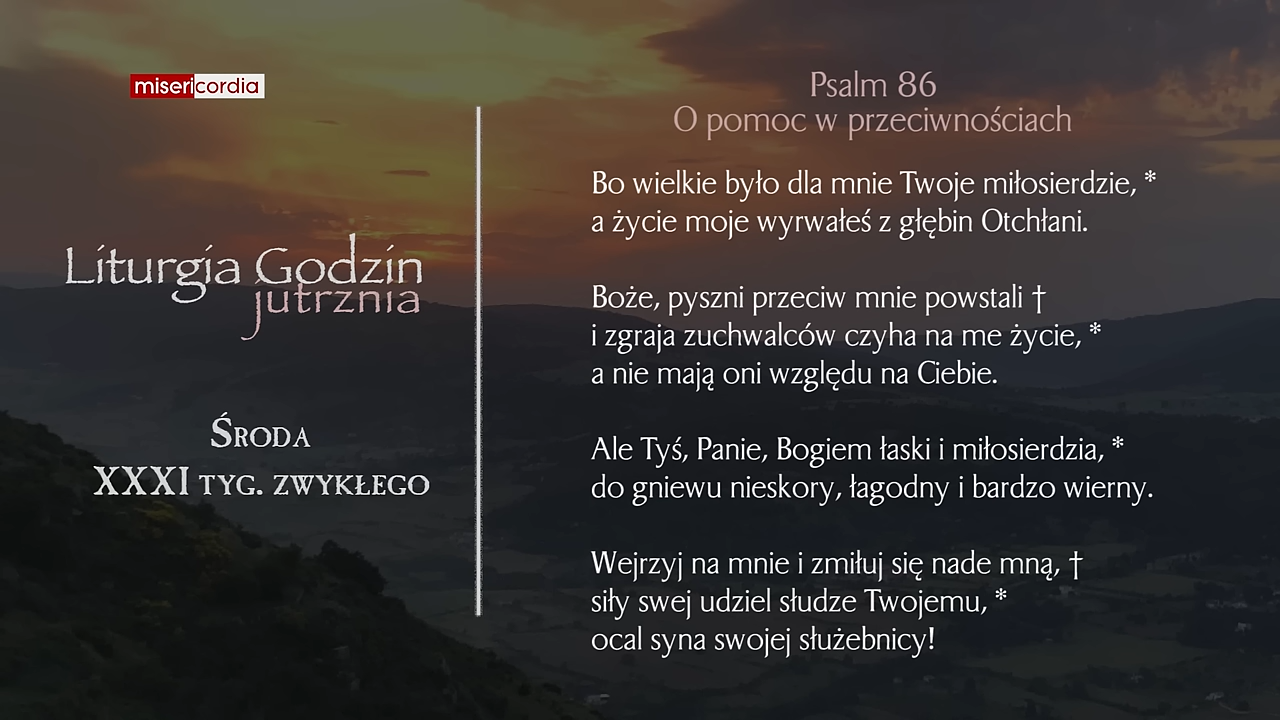 misericordia
Liturgia Godzin
jutrznia
Środa
XXXI tyg. zwykłego
Psalm 86
O pomoc w przeciwnościach
Bo wielkie było dla mnie Twoje miłosierdzie, *
a życie moje wyrwałeś z głębin Otchłani.
Boże, pyszni przeciw mnie powstali †
i zgraja zuchwalców czyha na me życie, *
a nie mają oni względu na Ciebie.
Ale Tyś, Panie, Bogiem łaski i miłosierdzia, *
do gniewu nieskory, łagodny i bardzo wierny.
Wejrzyj na mnie i zmiłuj się nade mną, †
siły swej udziel słudze Twojemu, *
ocal syna swojej służebnicy!